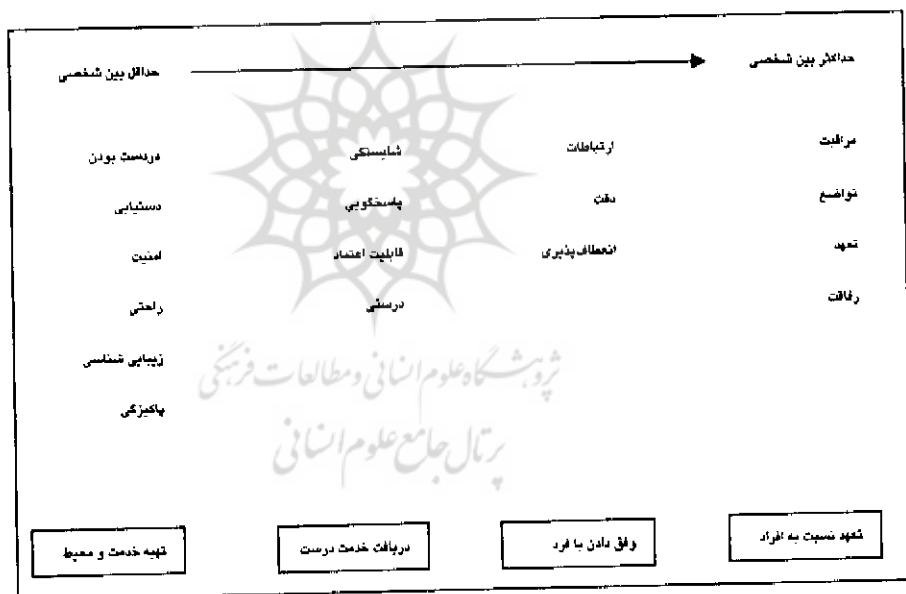 حداکثر بین شخصی حداقل بین شخصی
مراقبت ارتباطات شایستگی دردست بودن
تواضع دقت پاسخگویی دستیابی
تعهد انعطاف‌پذیری قابلیت اعتماد امنیت
رفاقت درستی راحتی
زیبایی شناسی
پاکیزگی
پژوهشگاه علوم انسانی و مطالعات فرهنگی
پرتال جامع علوم انسانی
تعهد نسبت به افراد وفق دادن با فرد دریافت خدمت درست تهیه خدمت و محیط